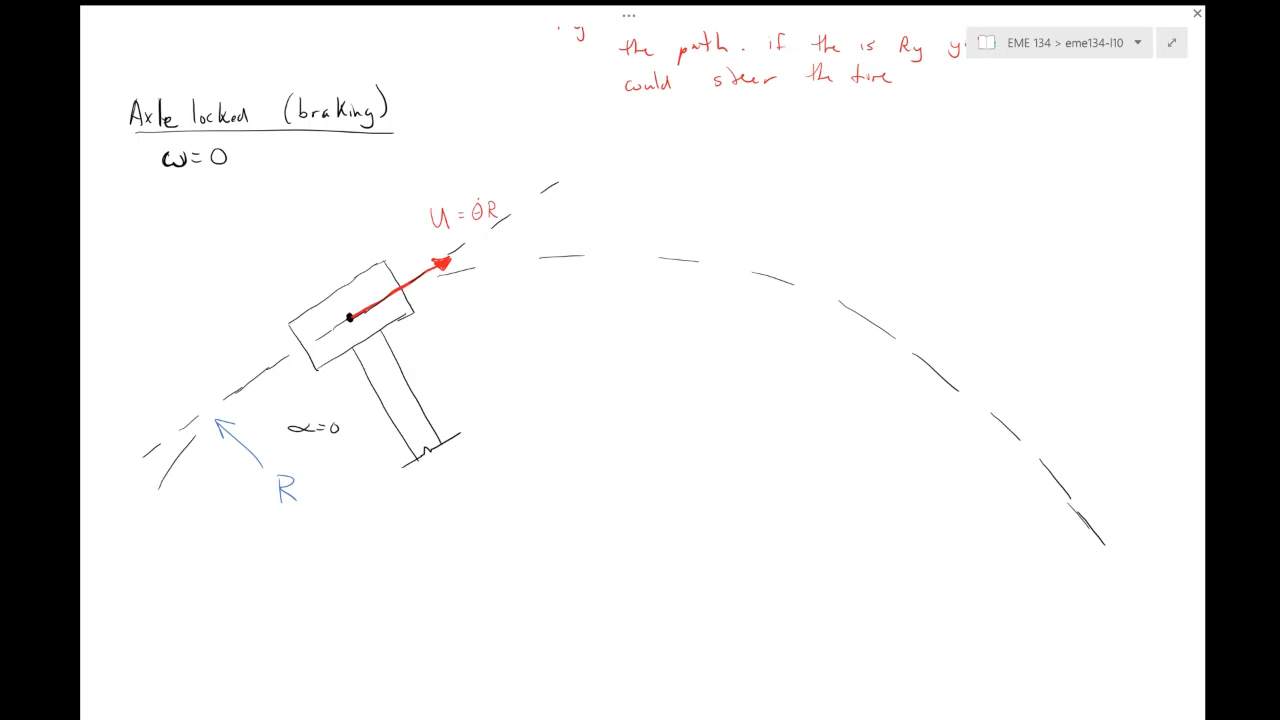 EME 134 > eme134-l10
the path. if the is Ry
could steer the tire
Axle locked (braking)
ω=0
U = θ̇R
α=0
R